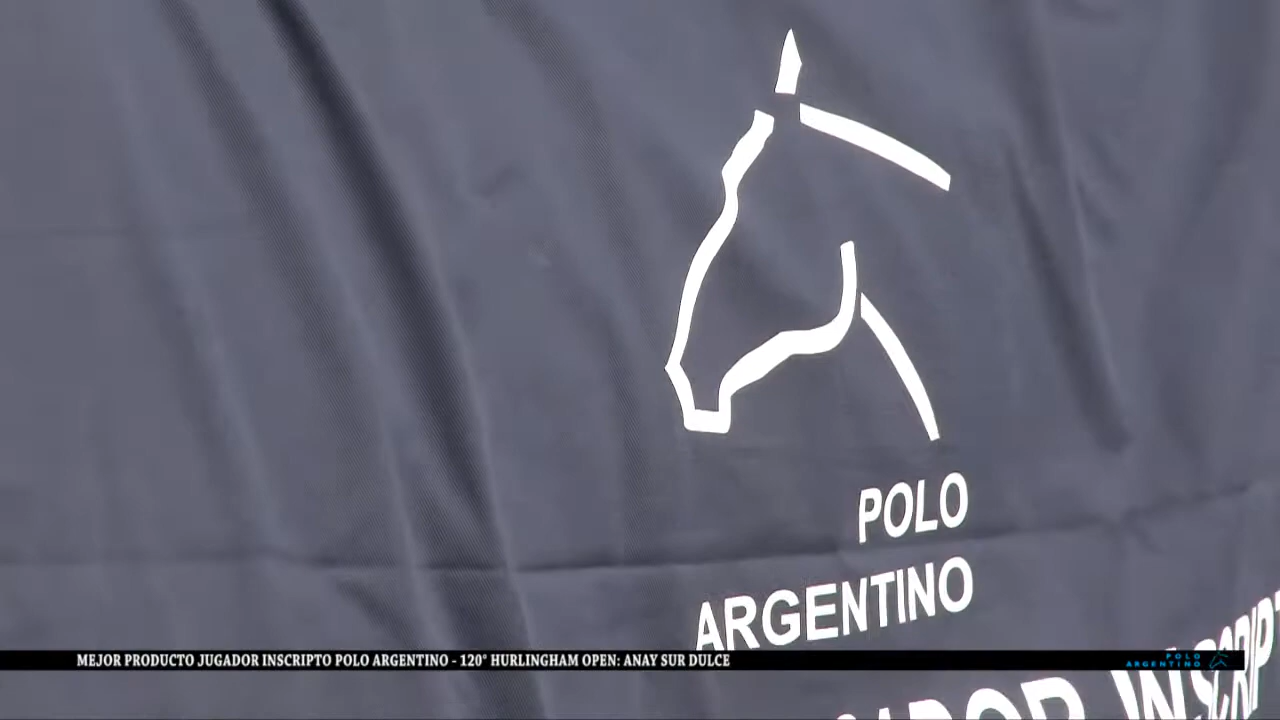 POLO
ARGENTINO
MEJOR PRODUCTO JUGADOR INSCRIPTO POLO ARGENTINO - 120° HURLINGHAM OPEN: ANAY SUR DULCE
POLO
ARGENTINO